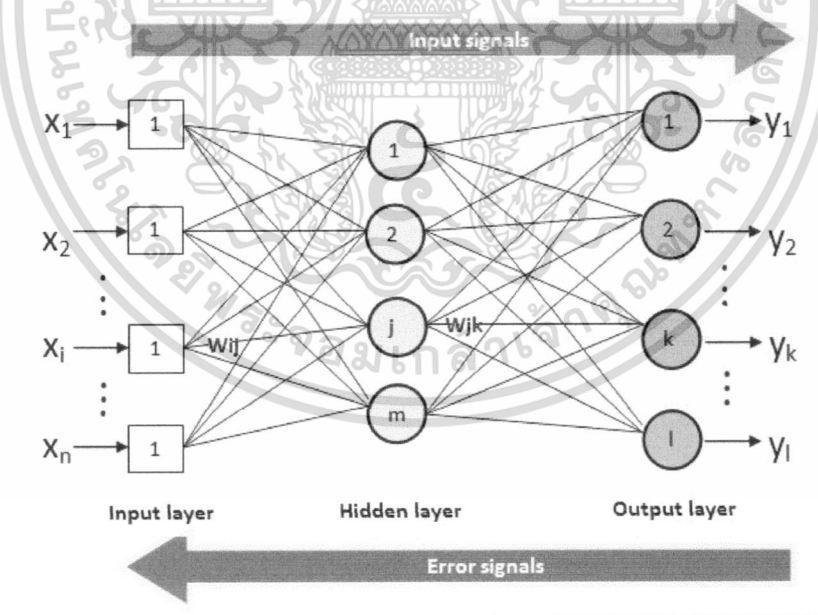 Input signals
x1 1 1 1 y1
x2 1 2 2 y2
xi 1 Wij j Wjk k yk
xn 1 m l yl
Input layer Hidden layer Output layer
Error signals